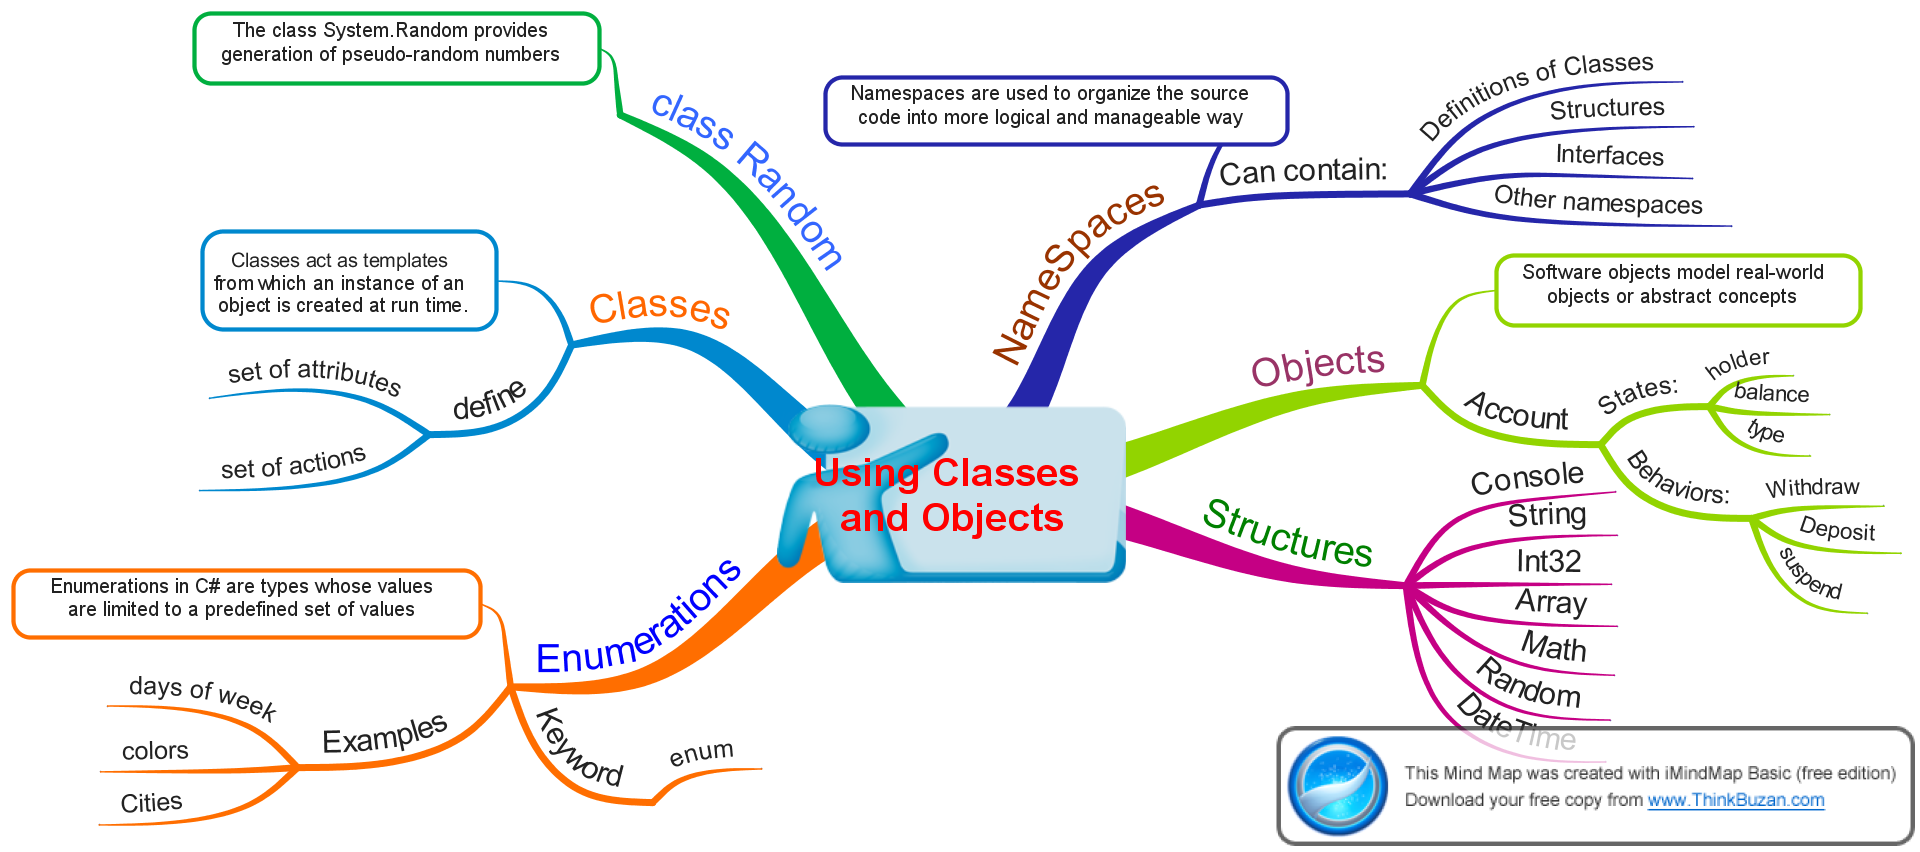 The class System.Random provides
generation of pseudo-random numbers
class Random
Classes act as templates
from which an instance of an
object is created at run time.
Classes
define
set of attributes
set of actions
Enumerations in C# are types whose values
are limited to a predefined set of values
Enumerations
Examples
days of week
colors
Cities
Keyword
enum
Using Classes
and Objects
Namespaces are used to organize the source
code into more logical and manageable way
NameSpaces
Can contain:
Definitions of Classes
Structures
Interfaces
Other namespaces
Software objects model real-world
objects or abstract concepts
Objects
Account
States:
holder
balance
type
Behaviors:
Withdraw
Deposit
suspend
Structures
Console
String
Int32
Array
Math
Random
DateTime
This Mind Map was created with iMindMap Basic (free edition)
Download your free copy from www.ThinkBuzan.com